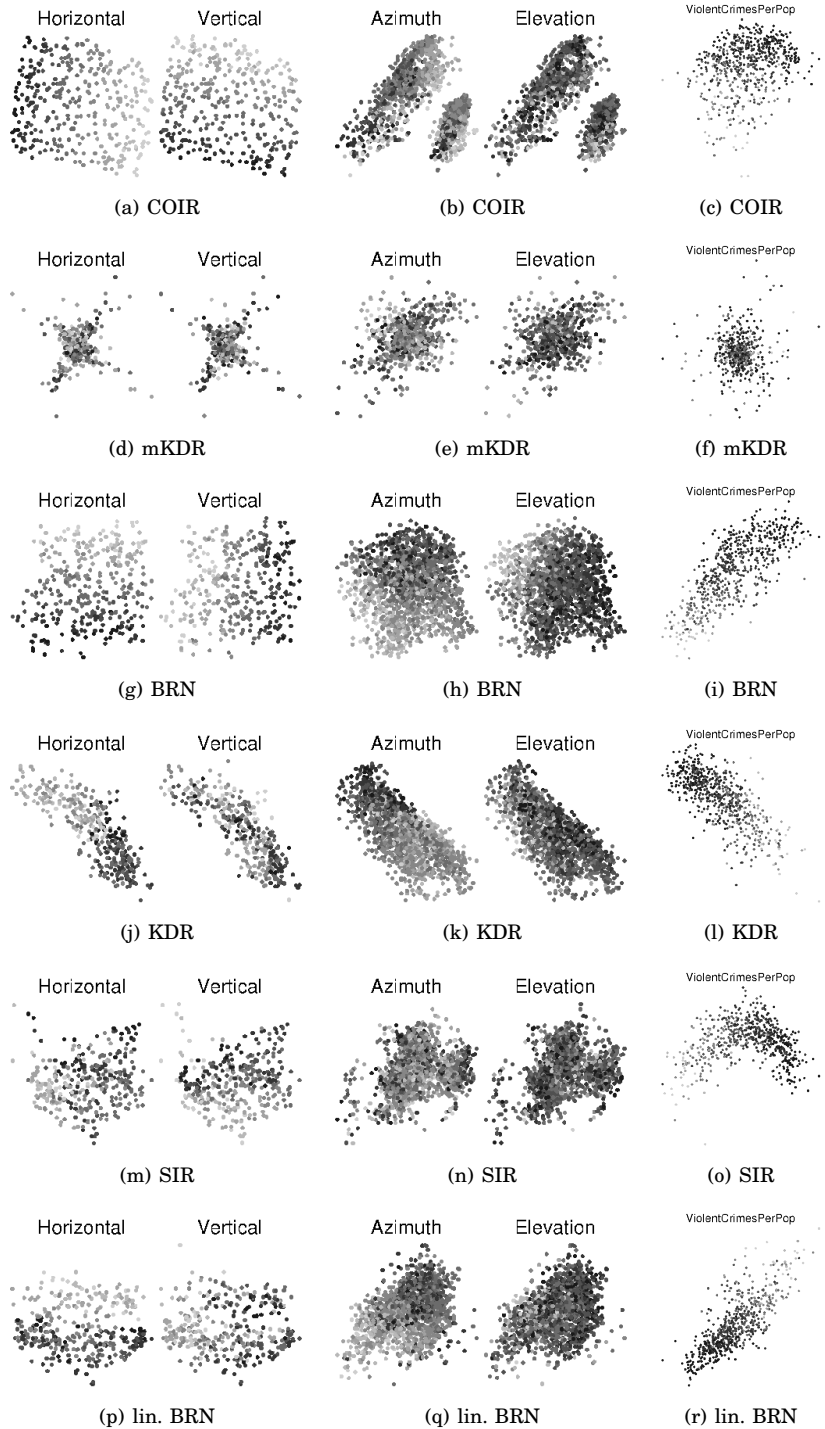 Horizontal Vertical Azimuth Elevation ViolentCrimesPerPop
(a) COIR (b) COIR (c) COIR
Horizontal Vertical Azimuth Elevation ViolentCrimesPerPop
(d) mKDR (e) mKDR (f) mKDR
Horizontal Vertical Azimuth Elevation ViolentCrimesPerPop
(g) BRN (h) BRN (i) BRN
Horizontal Vertical Azimuth Elevation ViolentCrimesPerPop
(j) KDR (k) KDR (l) KDR
Horizontal Vertical Azimuth Elevation ViolentCrimesPerPop
(m) SIR (n) SIR (o) SIR
Horizontal Vertical Azimuth Elevation ViolentCrimesPerPop
(p) lin. BRN (q) lin. BRN (r) lin. BRN